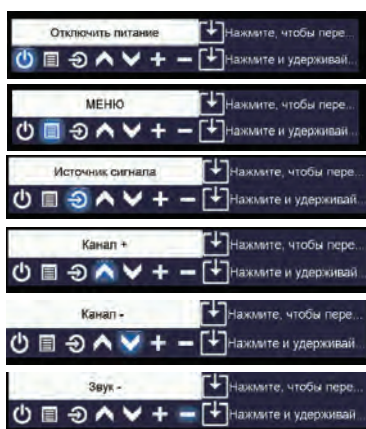 Отключить питание Нажмите, чтобы пере...
Нажмите и удерживай...
МЕНЮ Нажмите, чтобы пере...
Нажмите и удерживай...
Источник сигнала Нажмите, чтобы пере...
Нажмите и удерживай...
Канал + Нажмите, чтобы пере...
Нажмите и удерживай...
Канал - Нажмите, чтобы пере...
Нажмите и удерживай...
Звук - Нажмите, чтобы пере...
Нажмите и удерживай...